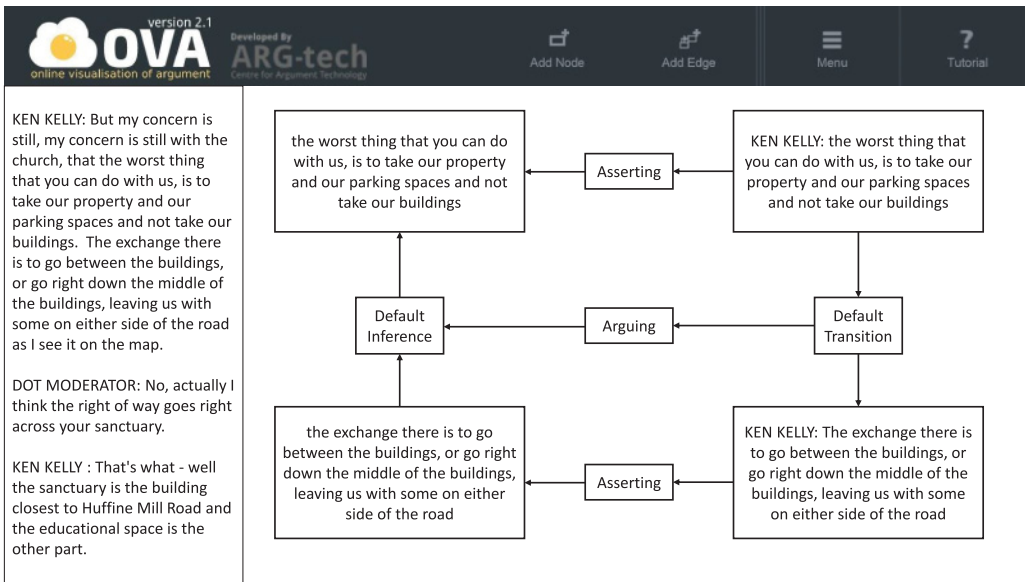 version 2.1
OVA
online visualisation of argument
Developed By
ARG-tech
Centre for Argument Technology
Add Node
Add Edge
Menu
?
Tutorial
KEN KELLY: But my concern is
still, my concern is still with the
church, that the worst thing
that you can do with us, is to
take our property and our
parking spaces and not take our
buildings.  The exchange there
is to go between the buildings,
or go right down the middle of
the buildings, leaving us with
some on either side of the road
as I see it on the map.
DOT MODERATOR: No, actually I
think the right of way goes right
across your sanctuary.
KEN KELLY : That's what - well
the sanctuary is the building
closest to Huffine Mill Road and
the educational space is the
other part.
the worst thing that you can do
with us, is to take our property
and our parking spaces and not
take our buildings
Asserting
KEN KELLY: the worst thing that
you can do with us, is to take our
property and our parking spaces
and not take our buildings
Default
Inference
Arguing
Default
Transition
the exchange there is to go
between the buildings, or go right
down the middle of the buildings,
leaving us with some on either
side of the road
Asserting
KEN KELLY: The exchange there is
to go between the buildings, or
go right down the middle of the
buildings, leaving us with some
on either side of the road